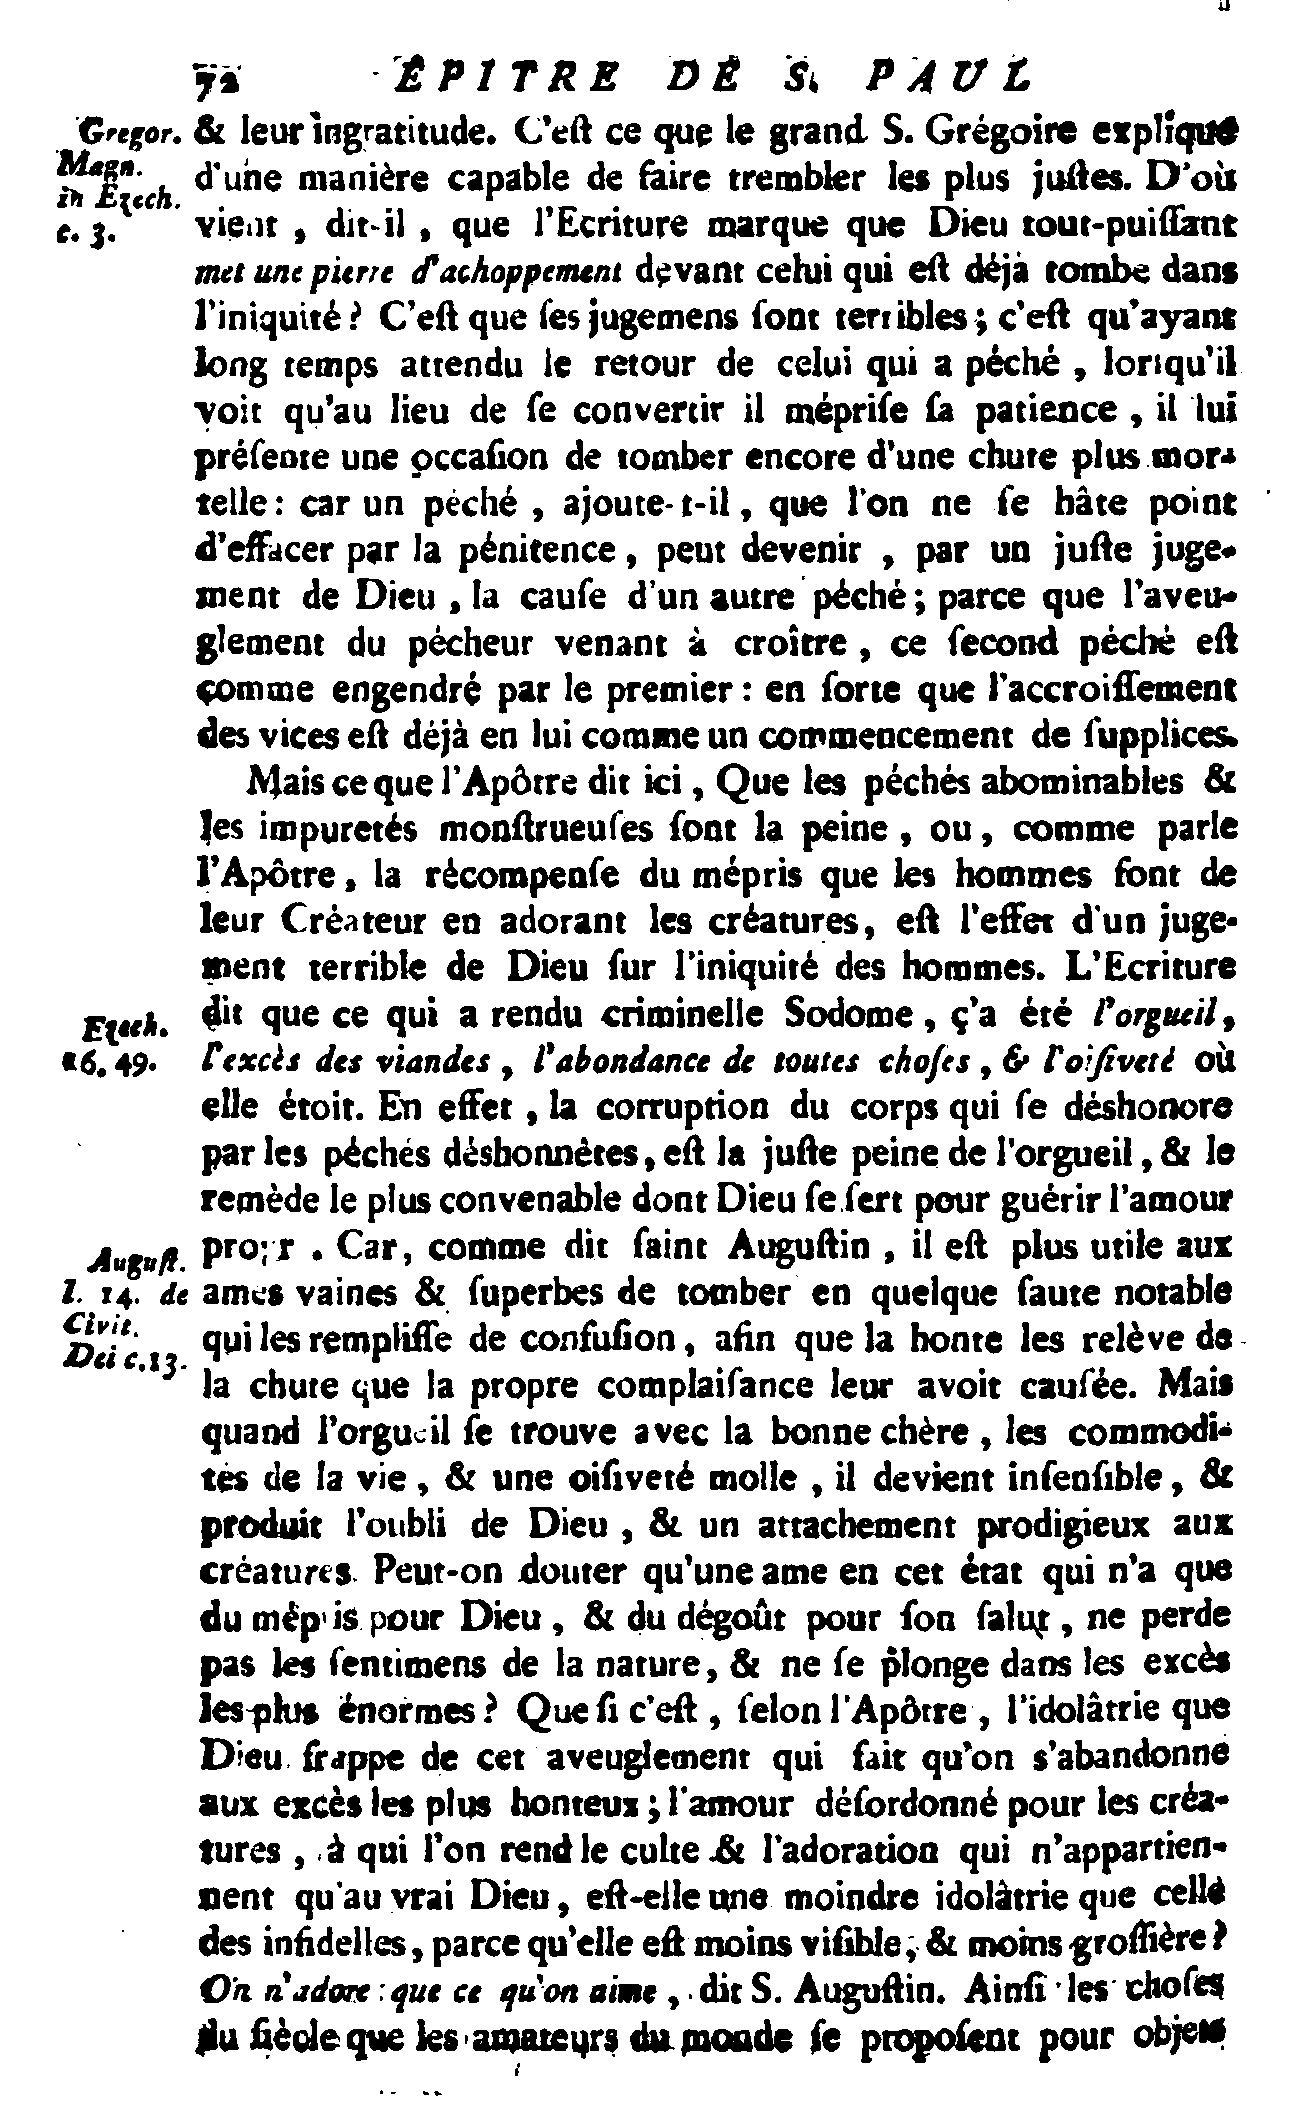 72 ÉPITRE DE S. PAUL
Gregor.
Magn.
in Ezech.
c. 3.
& leur ingratitude. C'eſt ce que le grand S. Grégoire explique
d'une manière capable de faire trembler les plus juſtes. D'où
vient, dit-il, que l'Ecriture marque que Dieu tout-puiſſant
met une pierre d'achoppement devant celui qui eſt déjà tombé dans
l'iniquité? C'eſt que ſes jugemens ſont terribles; c'eſt qu'ayant
long temps attendu le retour de celui qui a péché, lorſqu'il
voit qu'au lieu de ſe convertir il mépriſe ſa patience, il lui
préſente une occaſion de tomber encore d'une chute plus mor-
telle: car un péché, ajoute-t-il, que l'on ne ſe hâte point
d'effacer par la pénitence, peut devenir, par un juſte juge-
ment de Dieu, la cauſe d'un autre péché; parce que l'aveu-
glement du pécheur venant à croître, ce ſecond péché eſt
comme engendré par le premier: en ſorte que l'accroiſſement
des vices eſt déjà en lui comme un commencement de ſupplices.
Mais ce que l'Apôtre dit ici, Que les péchés abominables &
les impuretés monſtrueuſes ſont la peine, ou, comme parle
l'Apôtre, la récompenſe du mépris que les hommes font de
leur Créateur en adorant les créatures, eſt l'effet d'un juge-
ment terrible de Dieu ſur l'iniquité des hommes. L'Ecriture
Ezech.
16. 49.
dit que ce qui a rendu criminelle Sodome, ç'a été l'orgueil,
l'excès des viandes, l'abondance de toutes choſes, & l'oiſiveté où
elle étoit. En effet, la corruption du corps qui ſe déshonore
par les péchés déshonnêtes, eſt la juſte peine de l'orgueil, & le
remède le plus convenable dont Dieu ſe ſert pour guérir l'amour
Auguſt.
l. 14. de
Civit.
Dei c. 13.
propre. Car, comme dit ſaint Auguſtin, il eſt plus utile aux
ames vaines & ſuperbes de tomber en quelque faute notable
qui les rempliſſe de confuſion, afin que la honte les relève de
la chute que la propre complaiſance leur avoit cauſée. Mais
quand l'orgueil ſe trouve avec la bonne chère, les commodi-
tés de la vie, & une oiſiveté molle, il devient inſenſible, &
produit l'oubli de Dieu, & un attachement prodigieux aux
créatures. Peut-on douter qu'une ame en cet état qui n'a que
du mépris pour Dieu, & du dégoût pour ſon ſalut, ne perde
pas les ſentimens de la nature, & ne ſe plonge dans les excès
les plus énormes? Que ſi c'eſt, ſelon l'Apôtre, l'idolâtrie que
Dieu frappe de cet aveuglement qui fait qu'on s'abandonne
aux excès les plus honteux; l'amour déſordonné pour les créa-
tures, à qui l'on rend le culte & l'adoration qui n'appartien-
nent qu'au vrai Dieu, eſt-elle une moindre idolâtrie que celle
des infidelles, parce qu'elle eſt moins viſible, & moins groſſière?
On n'adore que ce qu'on aime, dit S. Auguſtin. Ainſi les choſes
du ſiècle que les amateurs du monde ſe propoſent pour objets